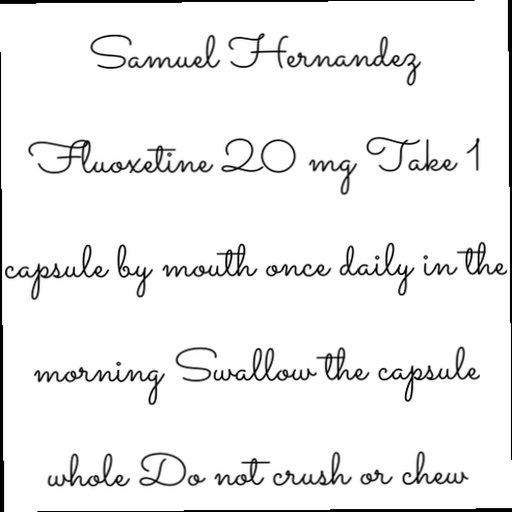 Samuel Hernandez
Fluoxetine 20 mg Take 1
capsule by mouth once daily in the
morning Swallow the capsule
whole Do not crush or chew